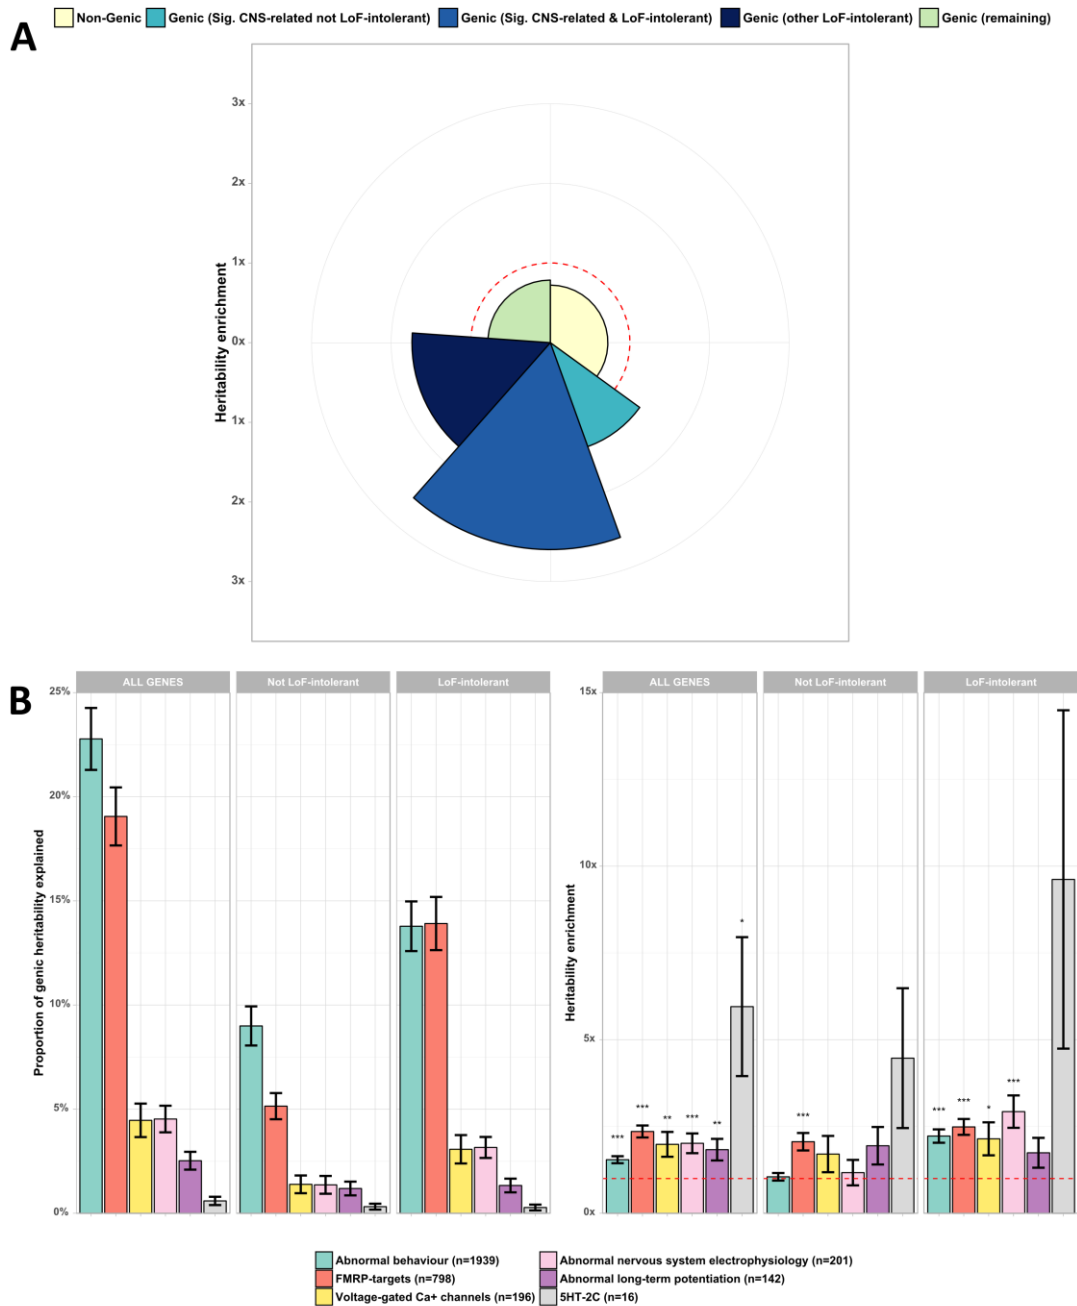 Non-Genic Genic (Sig. CNS-related not LoF-intolerant) Genic (Sig. CNS-related & LoF-intolerant) Genic (other LoF-intolerant) Genic (remaining)
A
3x
2x
1x
0x
1x
2x
3x
Heritability enrichment
B
ALL GENES Not LoF-intolerant LoF-intolerant
25%
20%
15%
10%
5%
0%
Proportion of genic heritability explained
ALL GENES Not LoF-intolerant LoF-intolerant
15x
10x
5x
0x
Heritability enrichment
*** *** ** *** ** *
***
*** *** * ***
Abnormal behaviour (n=1939) Abnormal nervous system electrophysiology (n=201)
FMRP-targets (n=798) Abnormal long-term potentiation (n=142)
Voltage-gated Ca+ channels (n=196) 5HT-2C (n=16)